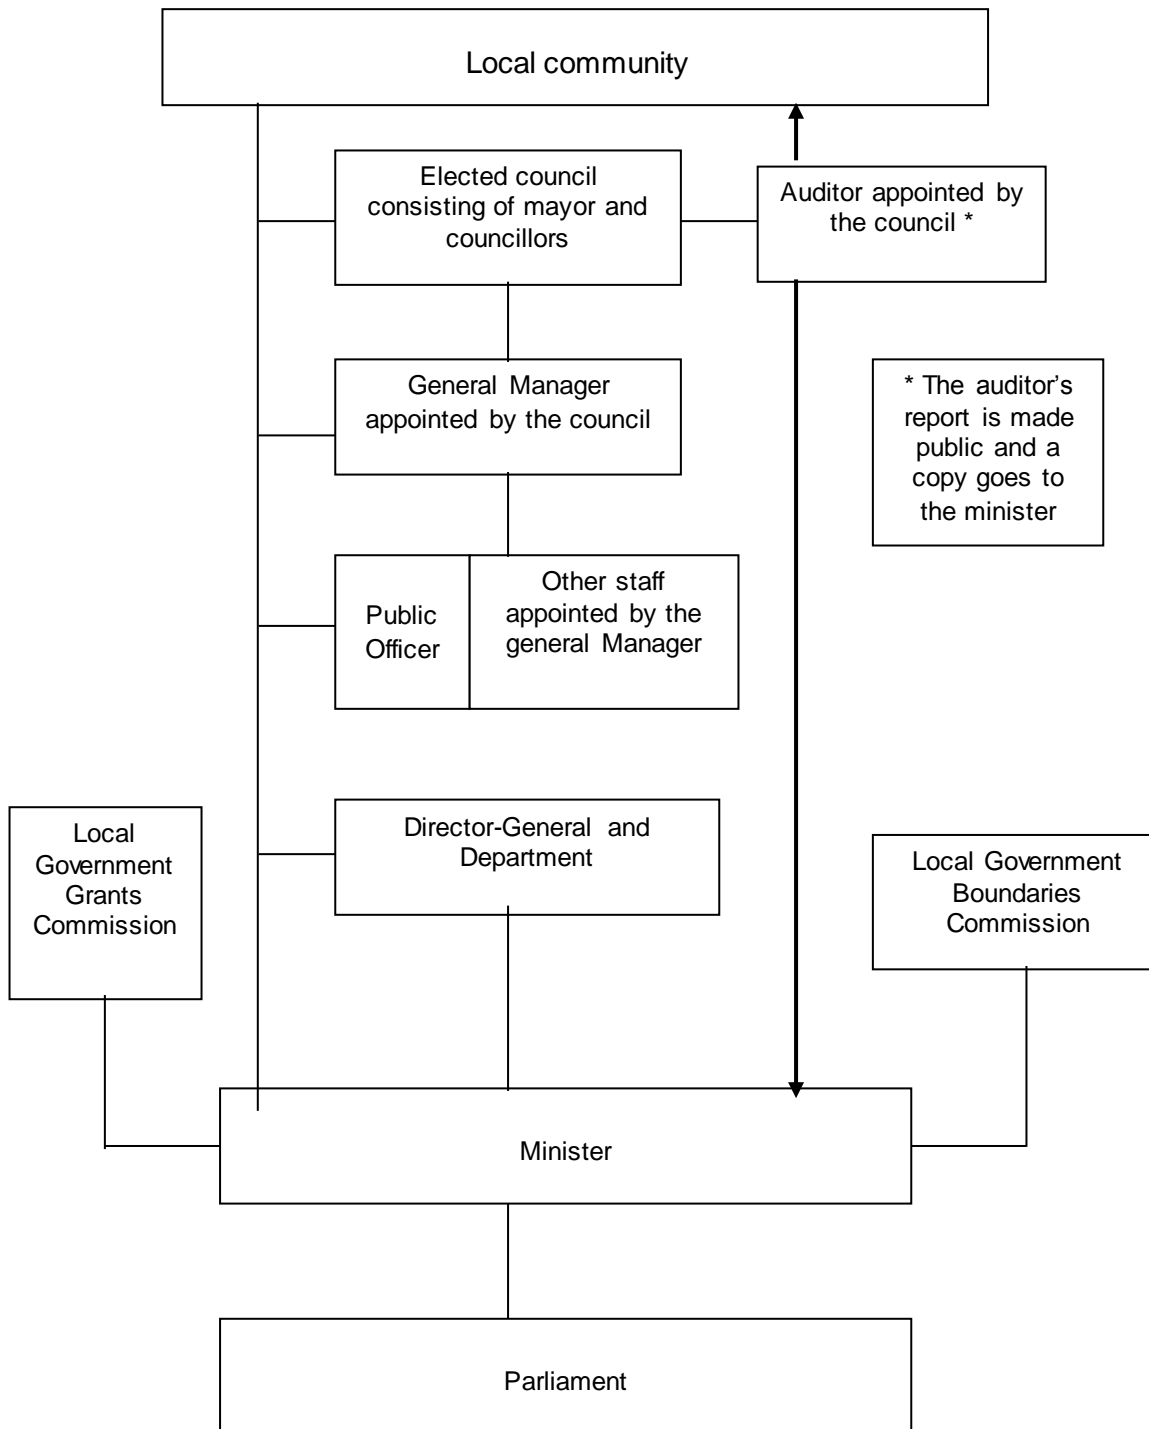 Local community
Elected council
consisting of mayor and
councillors
Auditor appointed by
the council *
General Manager
appointed by the council
* The auditor’s
report is made
public and a
copy goes to
the minister
Public
Officer
Other staff
appointed by the
general Manager
Local
Government
Grants
Commission
Director-General and
Department
Local Government
Boundaries
Commission
Minister
Parliament